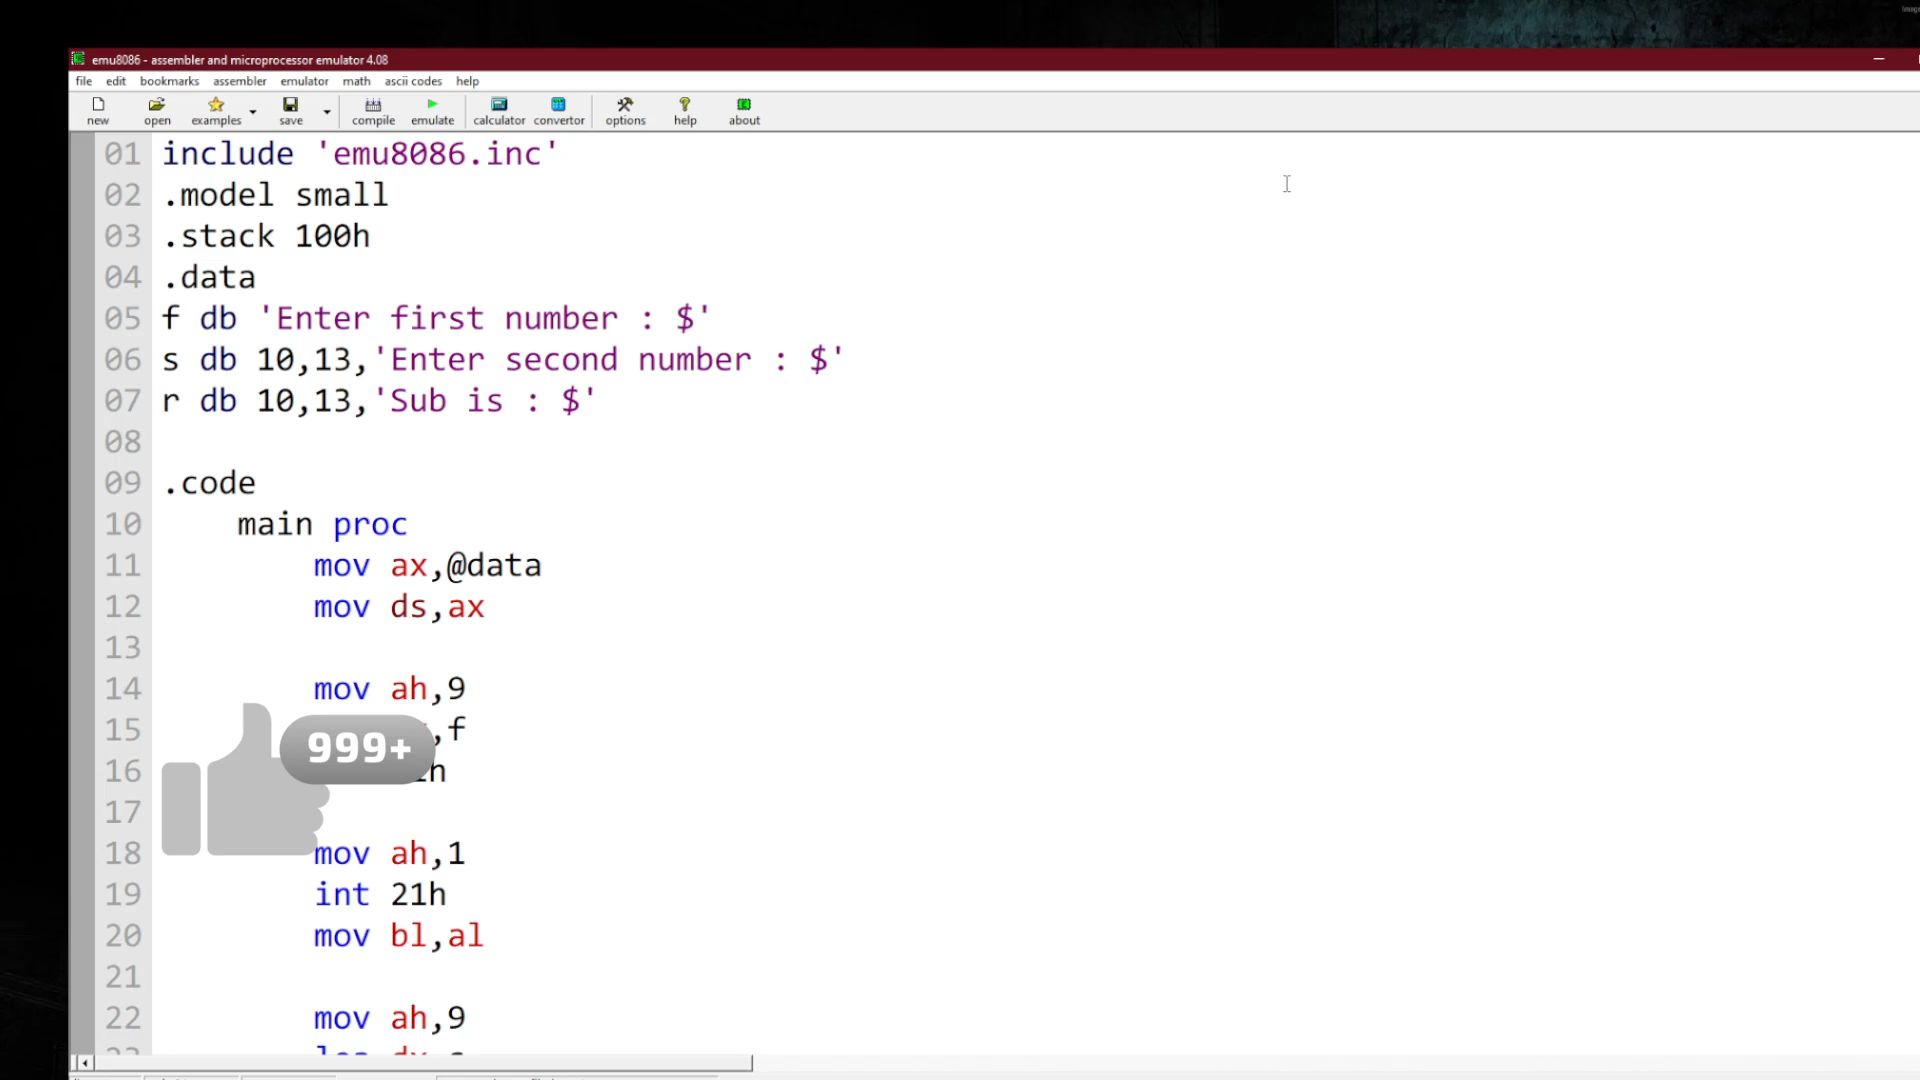 Imag
emu8086 - assembler and microprocessor emulator 4.08
file edit bookmarks assembler emulator math ascii codes help
new open examples save compile emulate calculator convertor options help about
01 include 'emu8086.inc'
02 .model small
03 .stack 100h
04 .data
05 f db 'Enter first number : $'
06 s db 10,13,'Enter second number : $'
07 r db 10,13,'Sub is : $'
08
09 .code
10 main proc
11 mov ax,@data
12 mov ds,ax
13
14 mov ah,9
15 ,f
999+
16 h
17
18 mov ah,1
19 int 21h
20 mov bl,al
21
22 mov ah,9